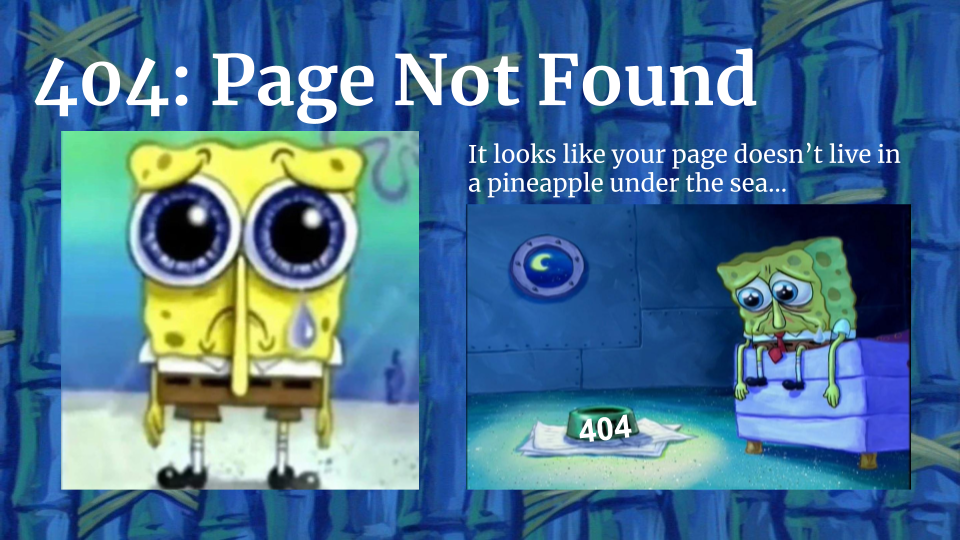 404: Page Not Found
It looks like your page doesn’t live in
a pineapple under the sea...
404